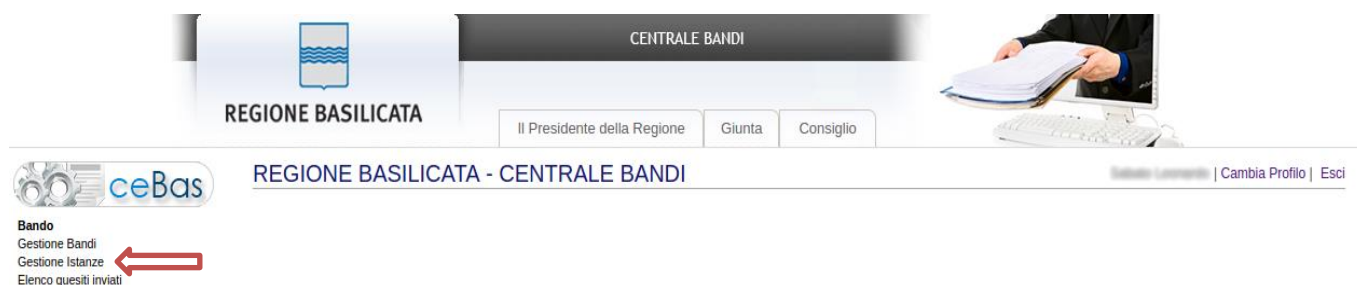 CENTRALE BANDI
REGIONE BASILICATA
Il Presidente della Regione Giunta Consiglio
ceBas
REGIONE BASILICATA - CENTRALE BANDI
| Cambia Profilo | Esci
Bando
Gestione Bandi
Gestione Istanze
Elenco quesiti inviati